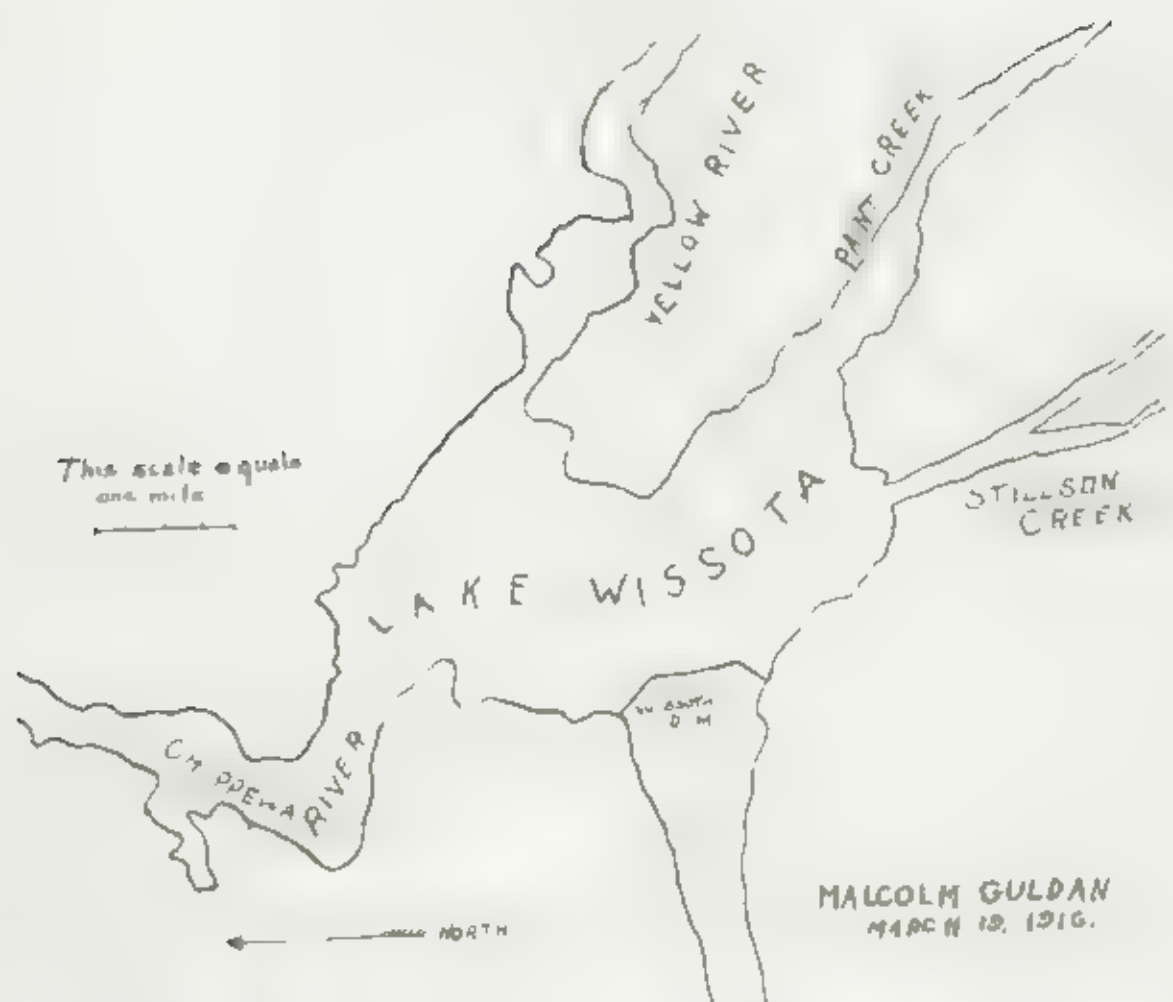 YELLOW RIVER
PANT CREEK
This scale equals
one mile
STILLSON
CREEK
LAKE WISSOTA
CHIPPEWA RIVER
MALCOLM GULDAN
MARCH 19, 1916.
NORTH